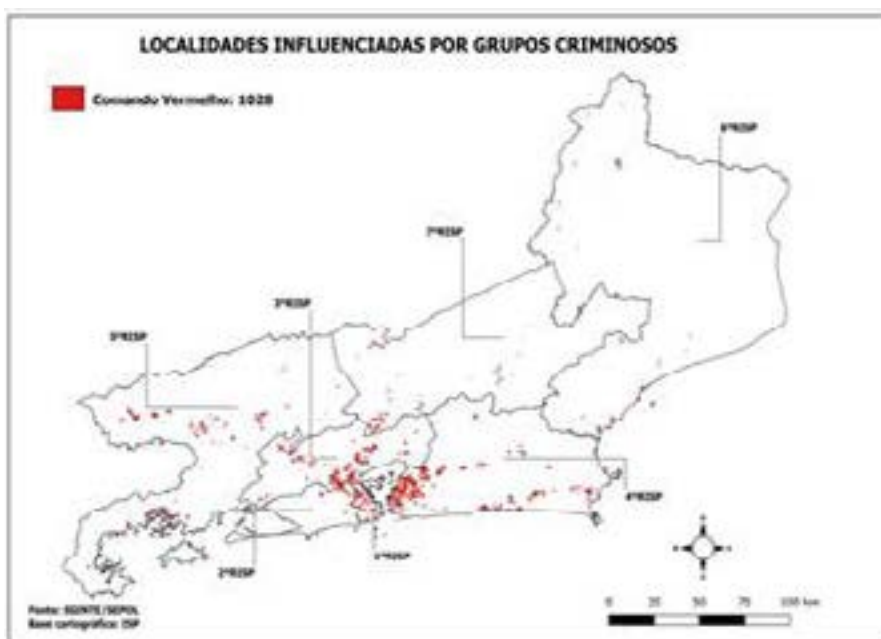 LOCALIDADES INFLUENCIADAS POR GRUPOS CRIMINOSOS
Comando Vermelho: 1028
6ªRISP
7ªRISP
3ªRISP
5ªRISP
4ªRISP
2ªRISP
1ªRISP
Fonte: SSINTE/SEPOL
Base cartográfica: ISP
0 25 50 75 100 km